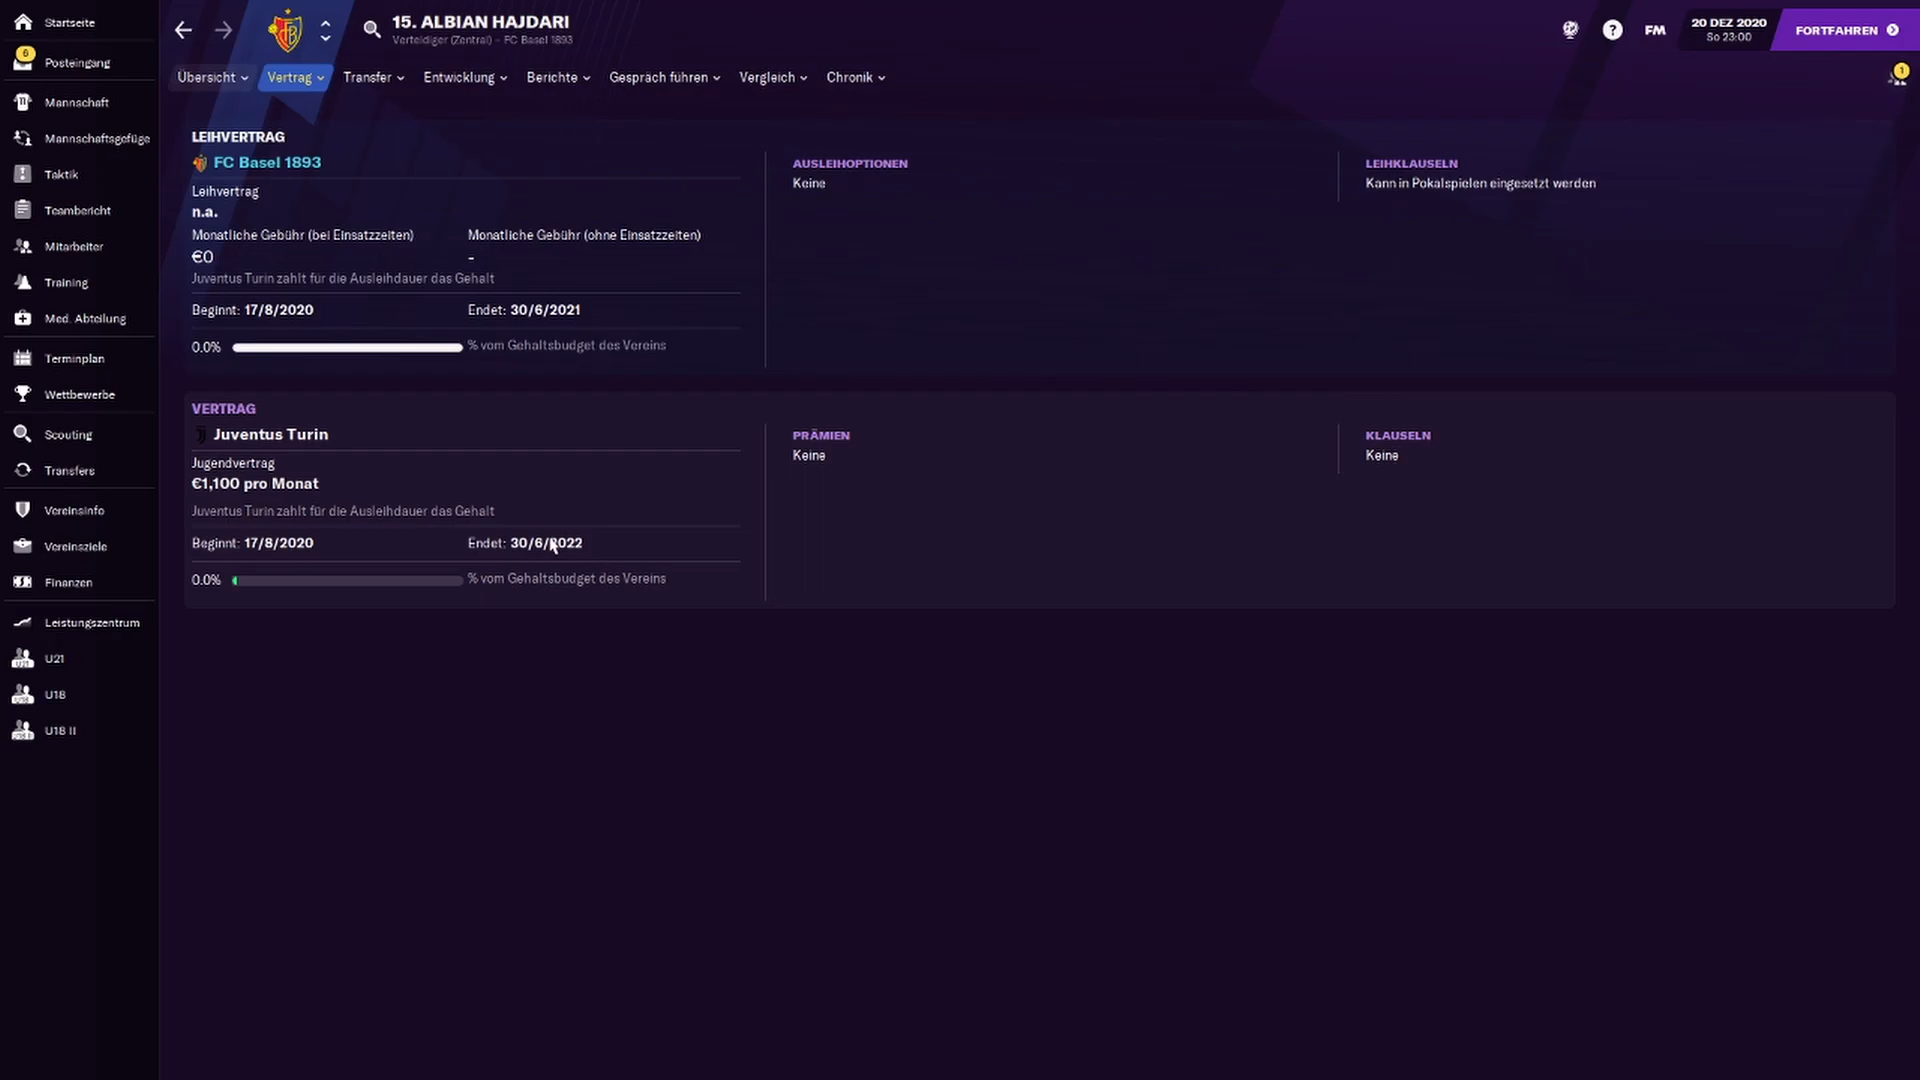 Startseite
6
Posteingang
Mannschaft
Mannschaftsgefüge
Taktik
Teambericht
Mitarbeiter
Training
Med. Abteilung
Terminplan
Wettbewerbe
Scouting
Transfers
Vereinsinfo
Vereinsziele
Finanzen
Leistungszentrum
U21
U18
U18 II
15. ALBIAN HAJDARI
Verteidiger (Zentral) - FC Basel 1893
FM
20 DEZ 2020
So 23:00
FORTFAHREN
1
Übersicht
Vertrag
Transfer
Entwicklung
Berichte
Gespräch führen
Vergleich
Chronik
LEIHVERTRAG
FC Basel 1893
Leihvertrag
n.a.
Monatliche Gebühr (bei Einsatzzeiten)
€0
Monatliche Gebühr (ohne Einsatzzeiten)
-
Juventus Turin zahlt für die Ausleihdauer das Gehalt
Beginnt: 17/8/2020
Endet: 30/6/2021
0.0%
% vom Gehaltsbudget des Vereins
AUSLEIHOPTIONEN
Keine
LEIHKLAUSELN
Kann in Pokalspielen eingesetzt werden
VERTRAG
Juventus Turin
Jugendvertrag
€1,100 pro Monat
Juventus Turin zahlt für die Ausleihdauer das Gehalt
Beginnt: 17/8/2020
Endet: 30/6/2022
0.0%
% vom Gehaltsbudget des Vereins
PRÄMIEN
Keine
KLAUSELN
Keine